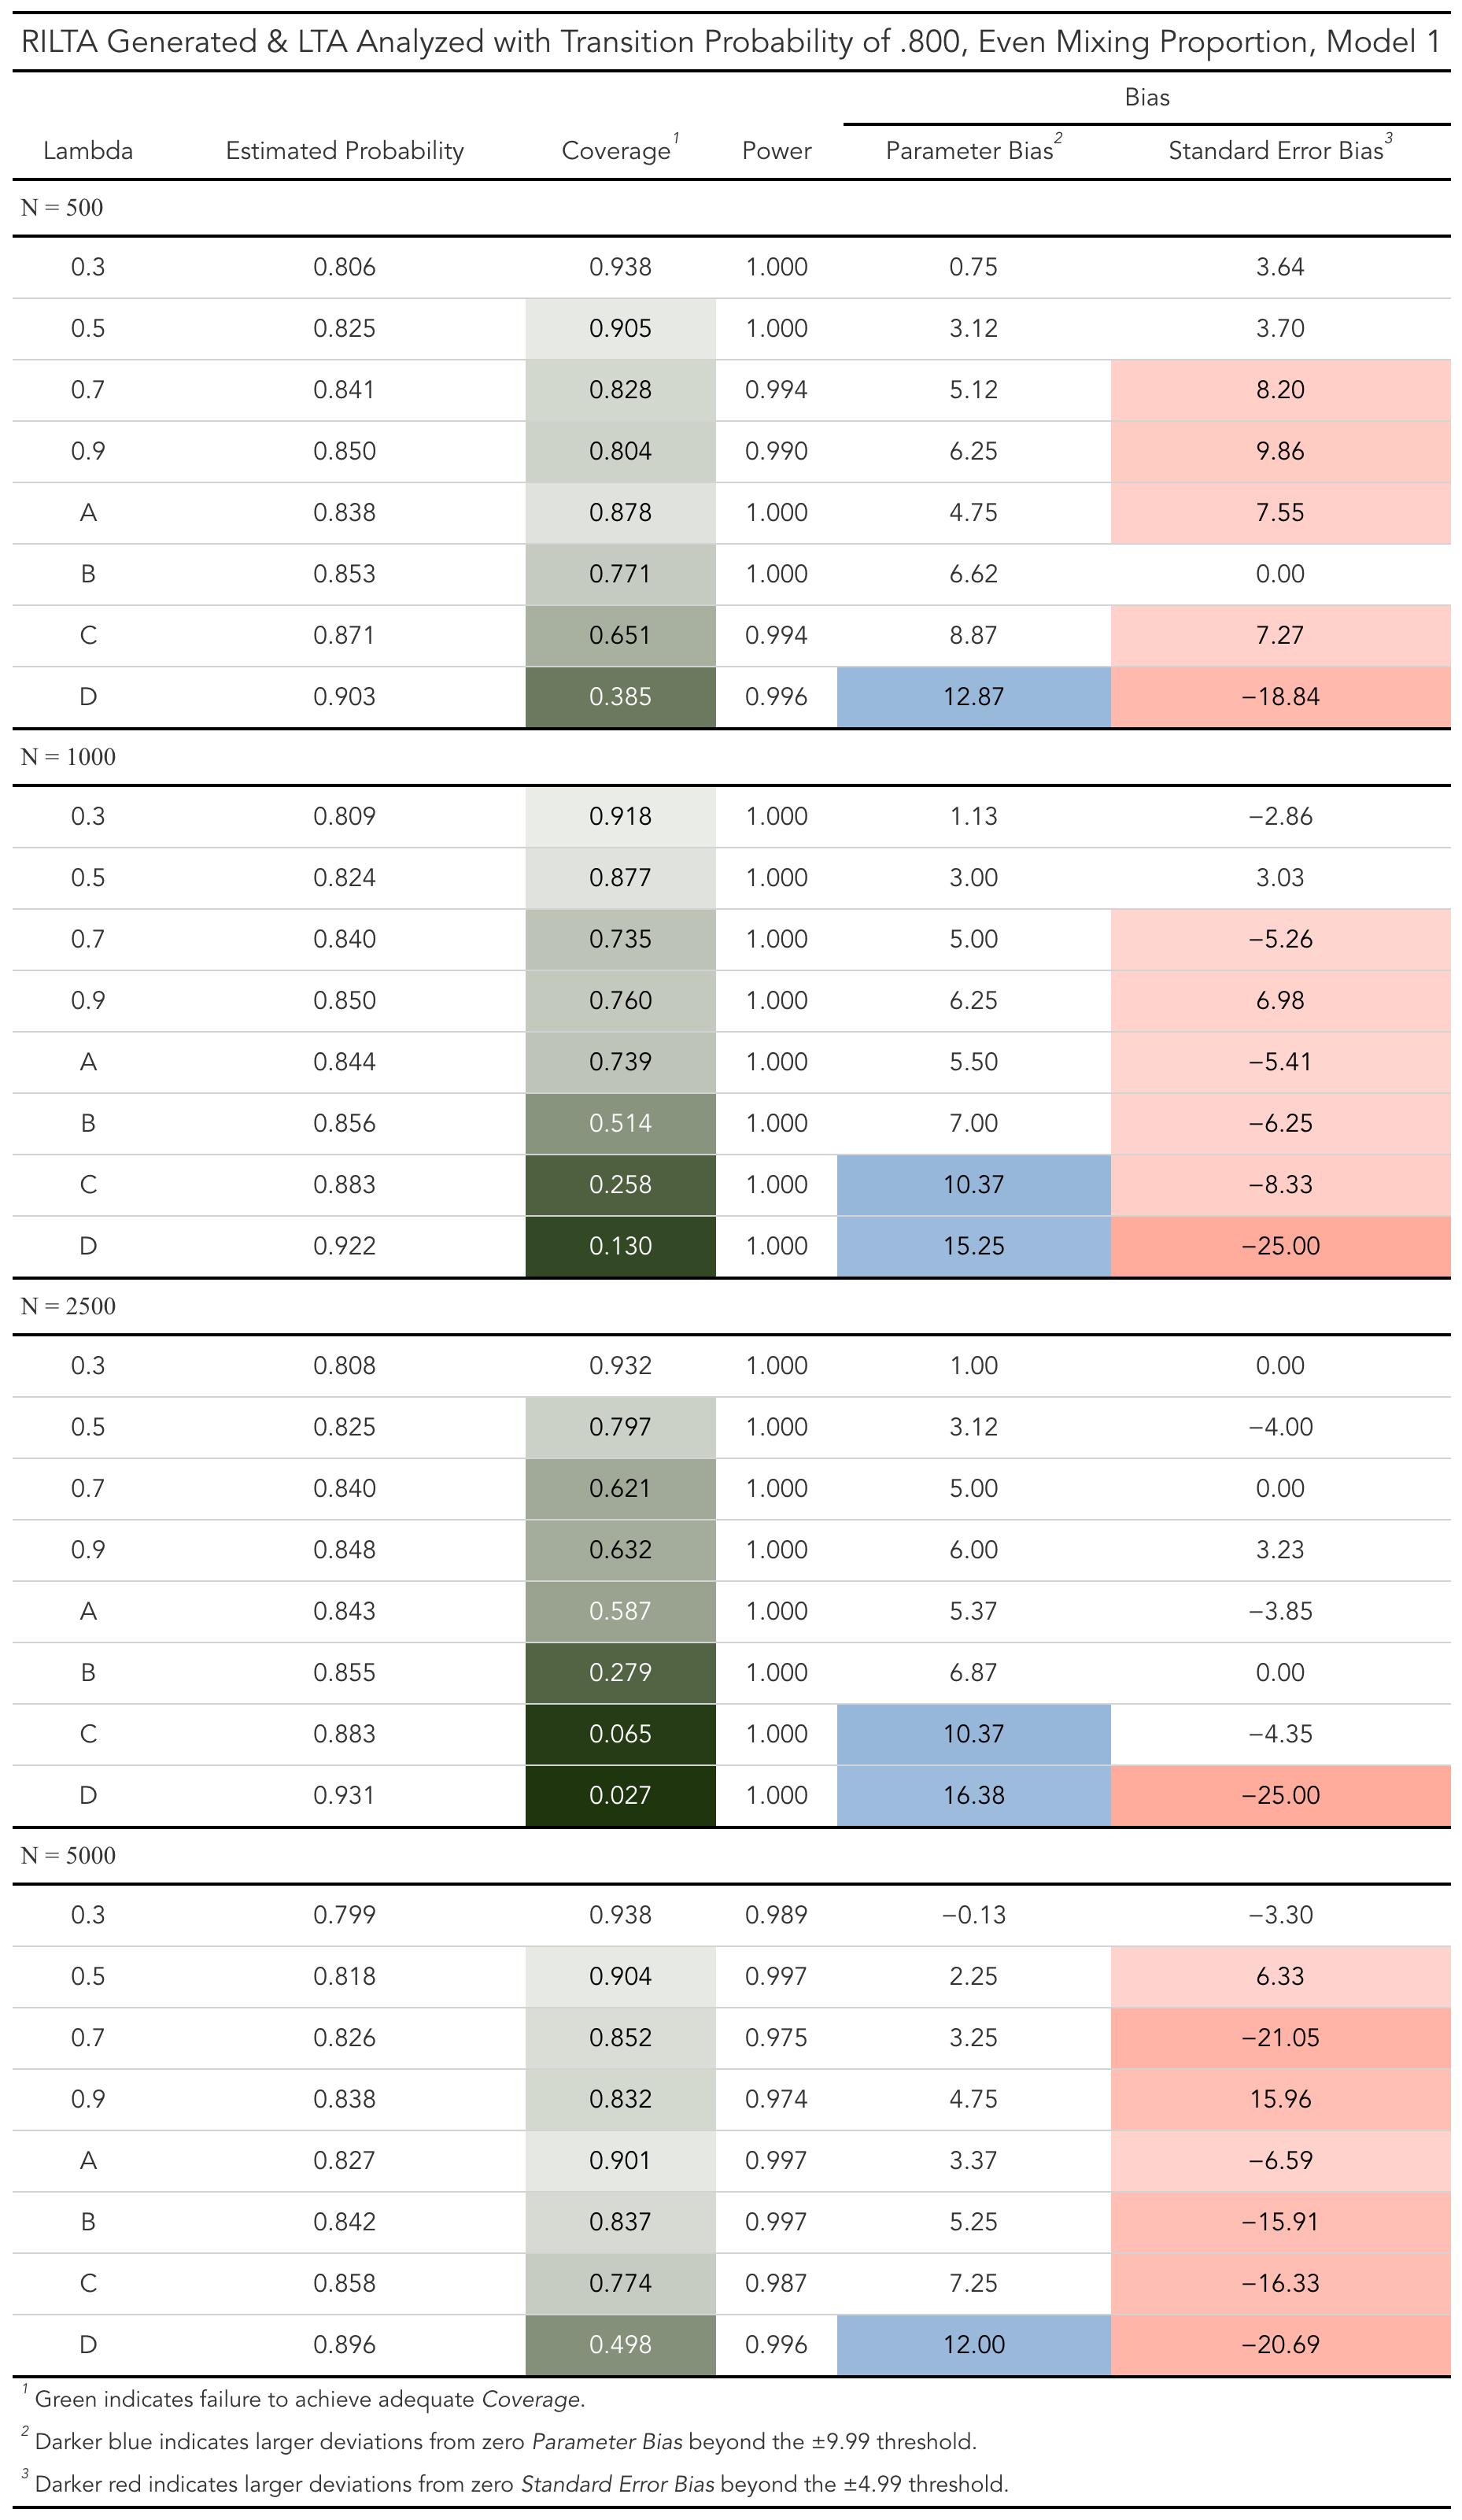 RILTA Generated & LTA Analyzed with Transition Probability of .800, Even Mixing Proportion, Model 1
Bias
Lambda Estimated Probability Coverage1 Power Parameter Bias2 Standard Error Bias3
N = 500
0.3 0.806 0.938 1.000 0.75 3.64
0.5 0.825 0.905 1.000 3.12 3.70
0.7 0.841 0.828 0.994 5.12 8.20
0.9 0.850 0.804 0.990 6.25 9.86
A 0.838 0.878 1.000 4.75 7.55
B 0.853 0.771 1.000 6.62 0.00
C 0.871 0.651 0.994 8.87 7.27
D 0.903 0.385 0.996 12.87 −18.84
N = 1000
0.3 0.809 0.918 1.000 1.13 −2.86
0.5 0.824 0.877 1.000 3.00 3.03
0.7 0.840 0.735 1.000 5.00 −5.26
0.9 0.850 0.760 1.000 6.25 6.98
A 0.844 0.739 1.000 5.50 −5.41
B 0.856 0.514 1.000 7.00 −6.25
C 0.883 0.258 1.000 10.37 −8.33
D 0.922 0.130 1.000 15.25 −25.00
N = 2500
0.3 0.808 0.932 1.000 1.00 0.00
0.5 0.825 0.797 1.000 3.12 −4.00
0.7 0.840 0.621 1.000 5.00 0.00
0.9 0.848 0.632 1.000 6.00 3.23
A 0.843 0.587 1.000 5.37 −3.85
B 0.855 0.279 1.000 6.87 0.00
C 0.883 0.065 1.000 10.37 −4.35
D 0.931 0.027 1.000 16.38 −25.00
N = 5000
0.3 0.799 0.938 0.989 −0.13 −3.30
0.5 0.818 0.904 0.997 2.25 6.33
0.7 0.826 0.852 0.975 3.25 −21.05
0.9 0.838 0.832 0.974 4.75 15.96
A 0.827 0.901 0.997 3.37 −6.59
B 0.842 0.837 0.997 5.25 −15.91
C 0.858 0.774 0.987 7.25 −16.33
D 0.896 0.498 0.996 12.00 −20.69
1 Green indicates failure to achieve adequate Coverage.
2 Darker blue indicates larger deviations from zero Parameter Bias beyond the ±9.99 threshold.
3 Darker red indicates larger deviations from zero Standard Error Bias beyond the ±4.99 threshold.